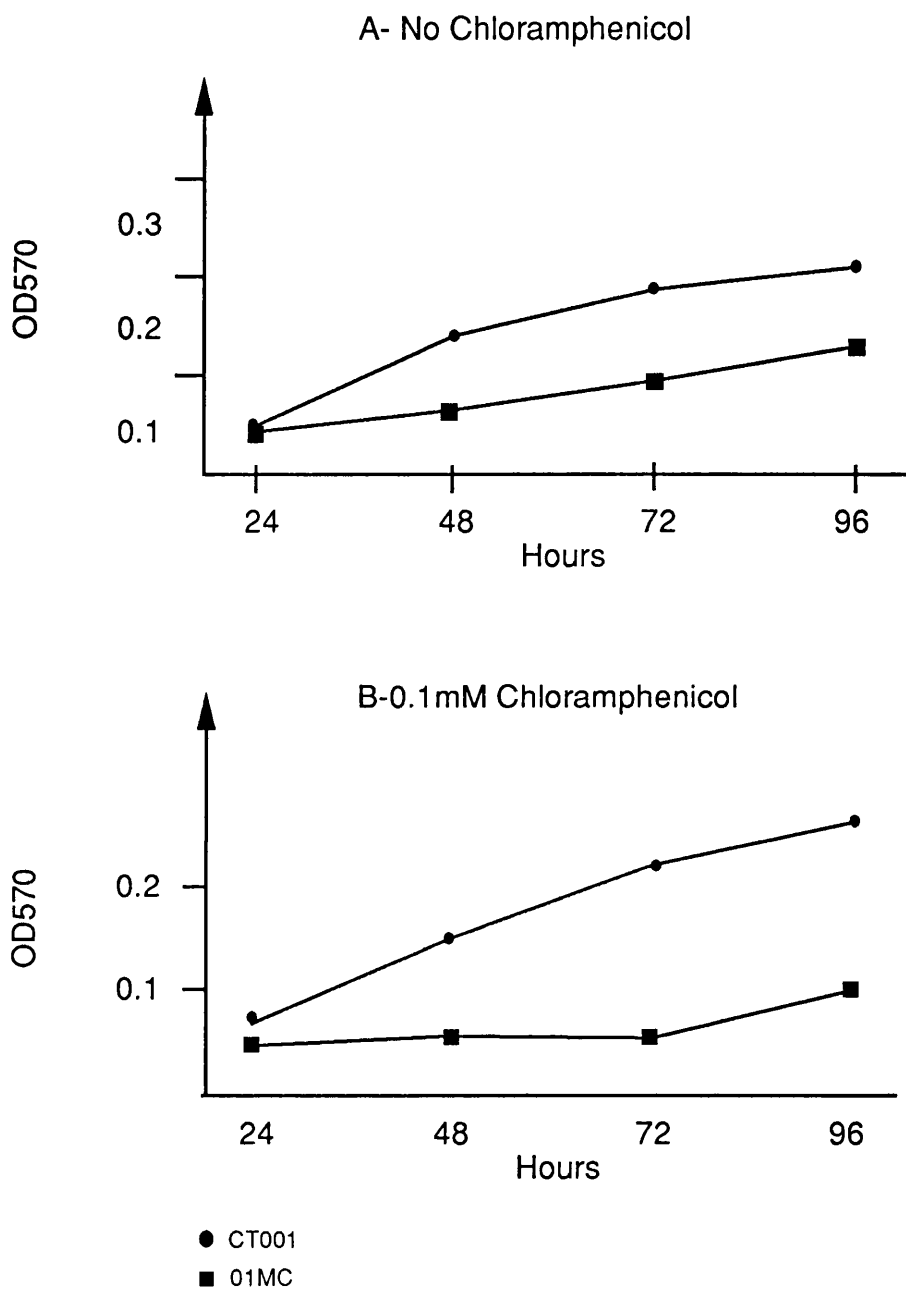 A- No Chloramphenicol
OD570
0.3
0.2
0.1
24 48 72 96
Hours
B-0.1mM Chloramphenicol
OD570
0.2
0.1
24 48 72 96
Hours
CT001
01MC